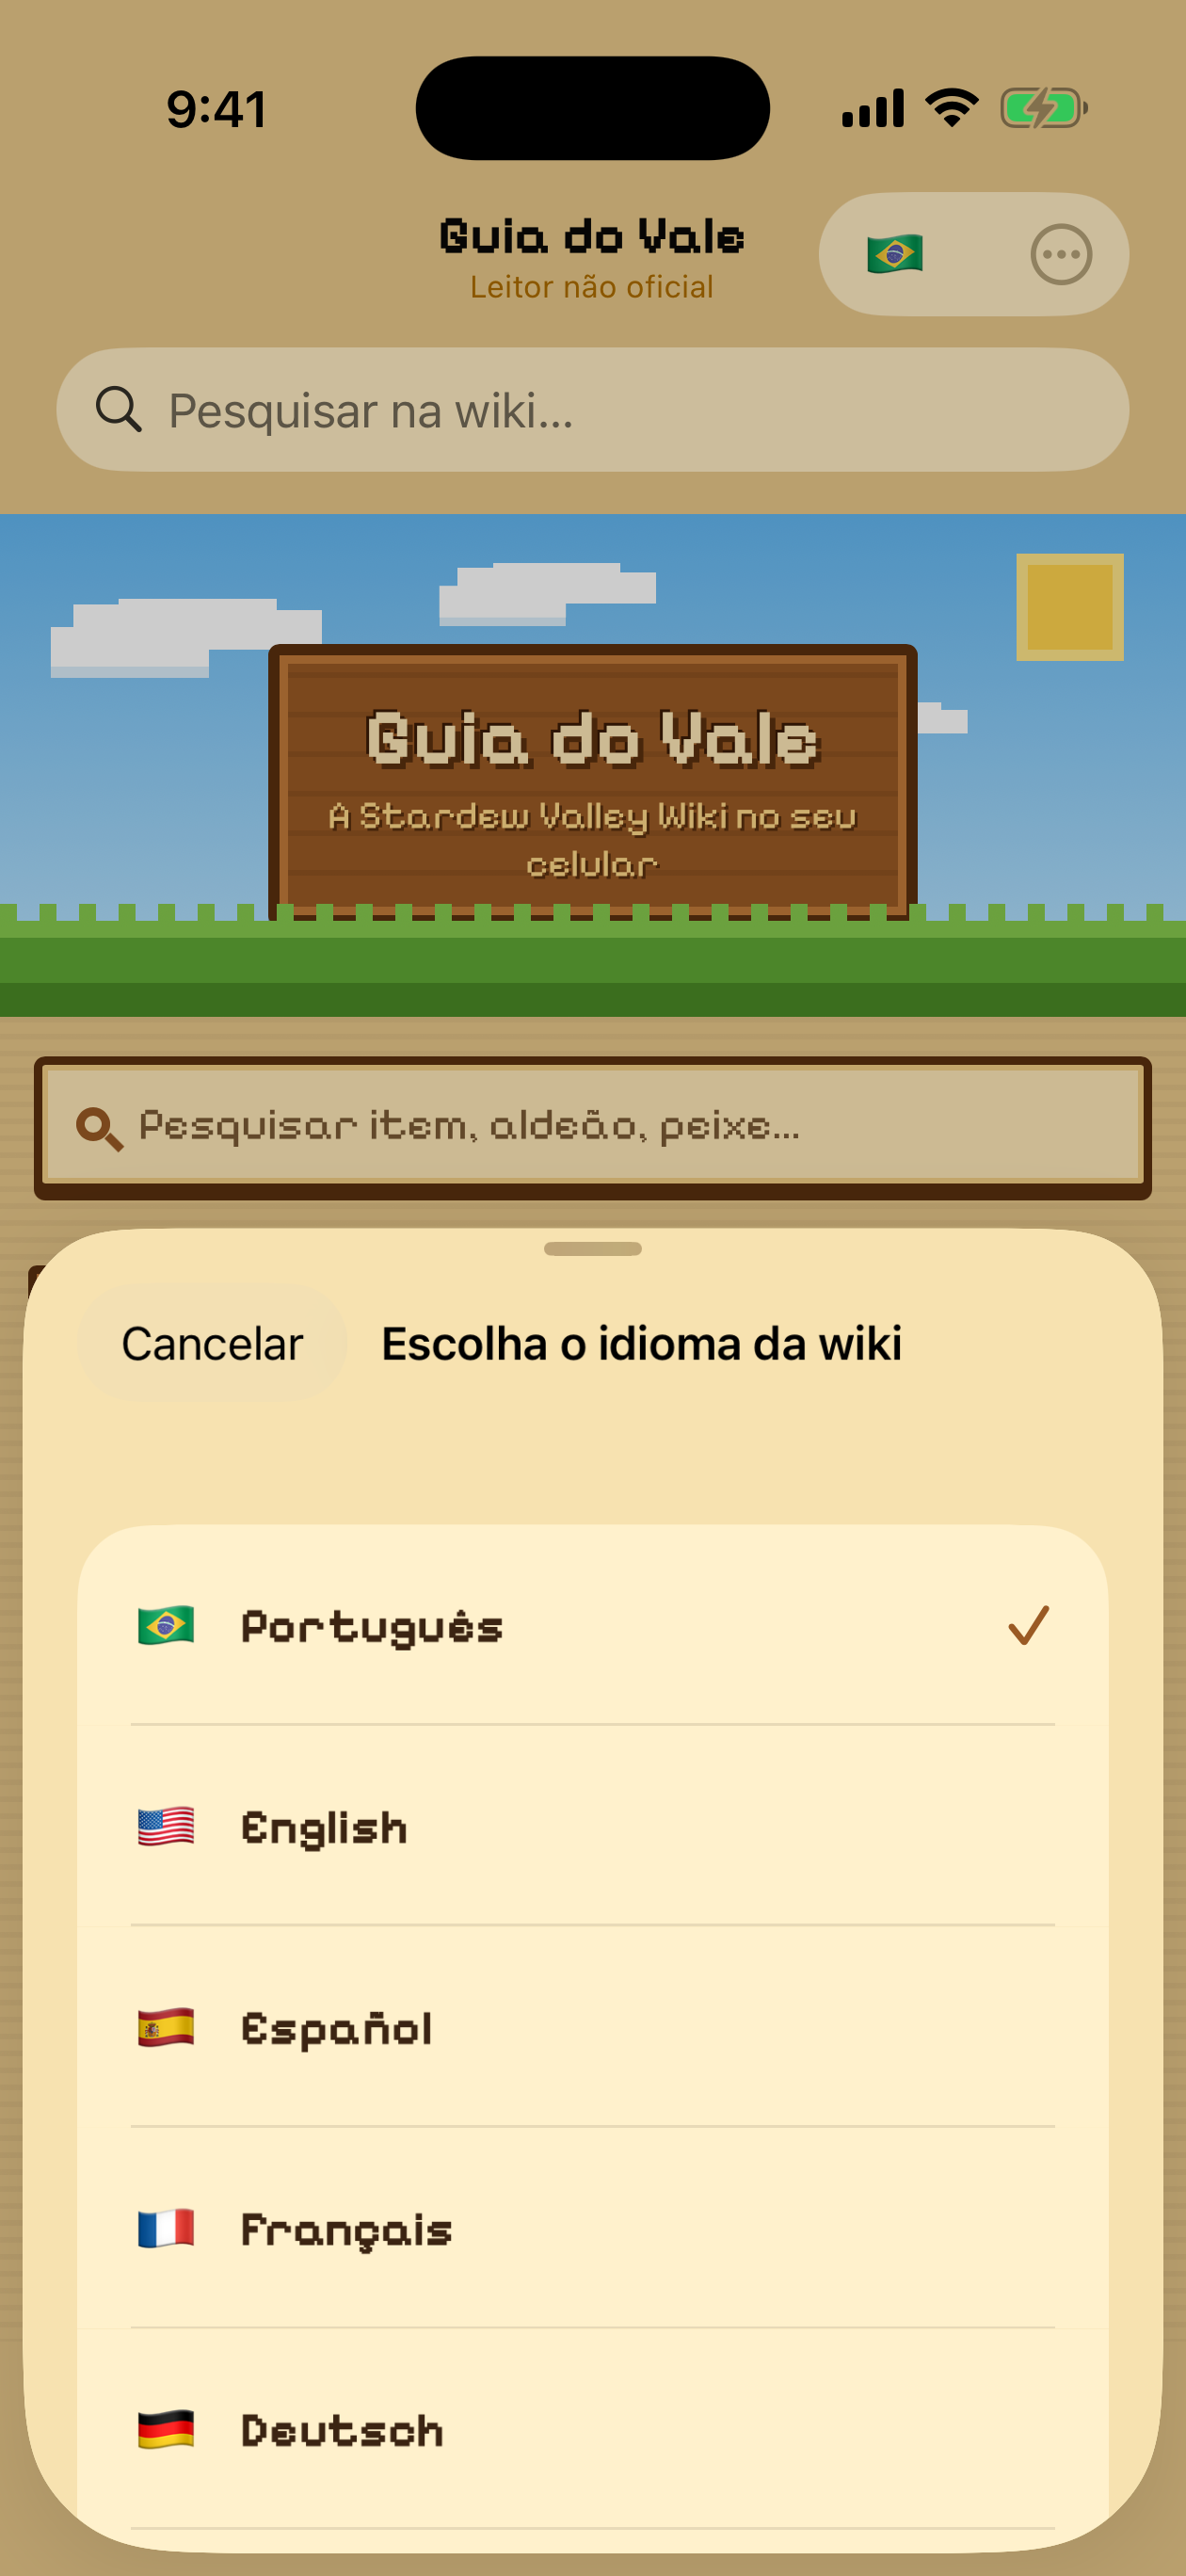 9:41
Guia do Vale
Leitor não oficial
Pesquisar na wiki...
Guia do Vale
A Stardew Valley Wiki no seu
celular
Pesquisar item, aldeão, peixe...
Cancelar
Escolha o idioma da wiki
Português
English
Español
Français
Deutsch